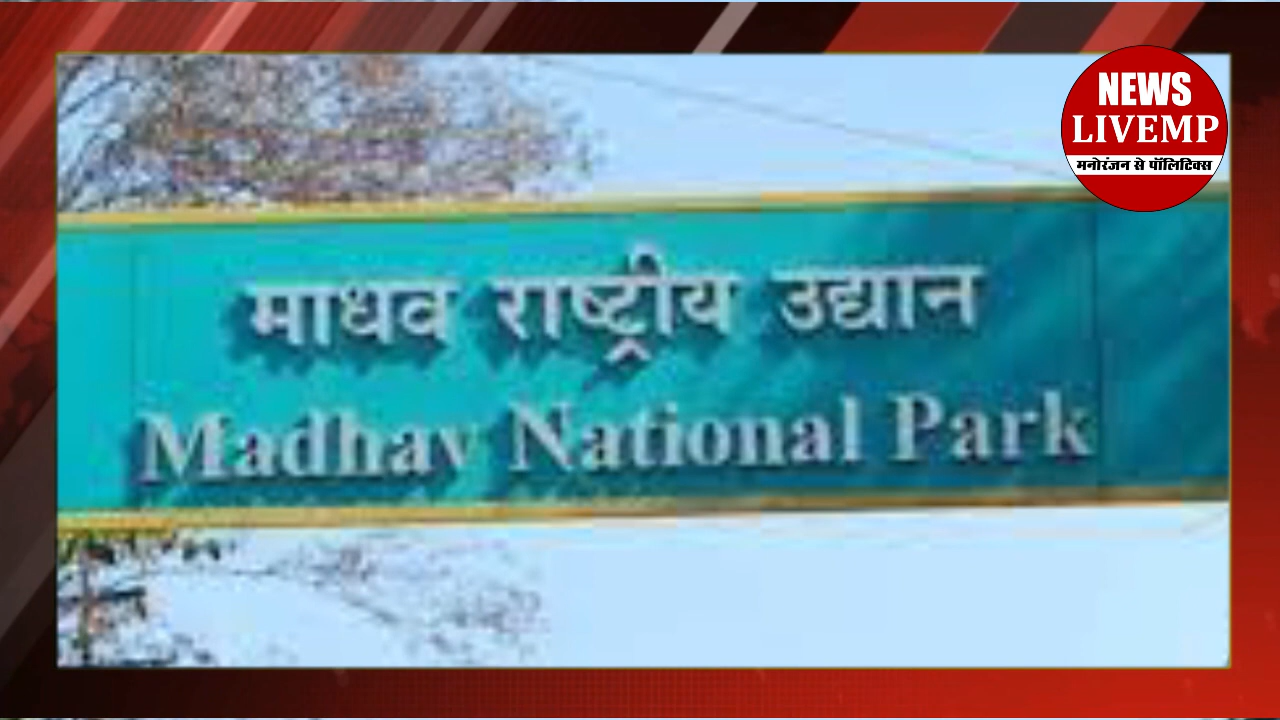 NEWS
LIVEMP
मनोरंजन से पॉलिटिक्स
माधव राष्ट्रीय उद्यान
Madhav National Park